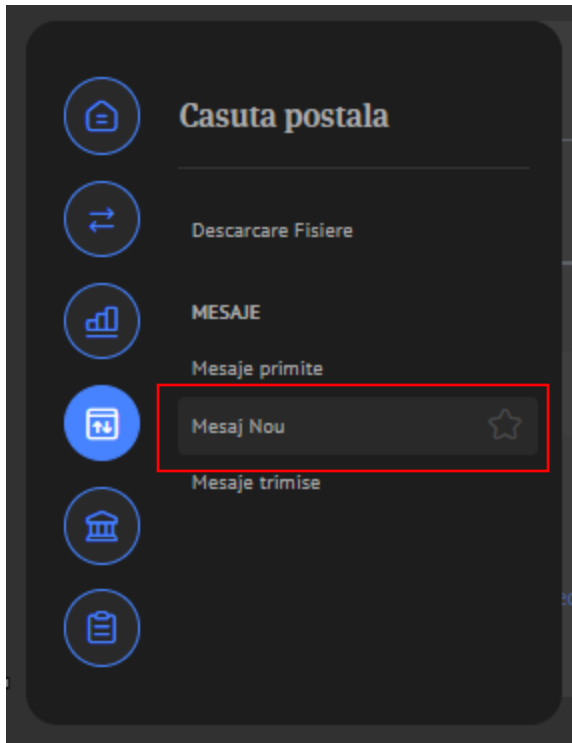 Casuta postala
Descarcare Fisiere
MESAJE
Mesaje primite
Mesaj Nou
Mesaje trimise